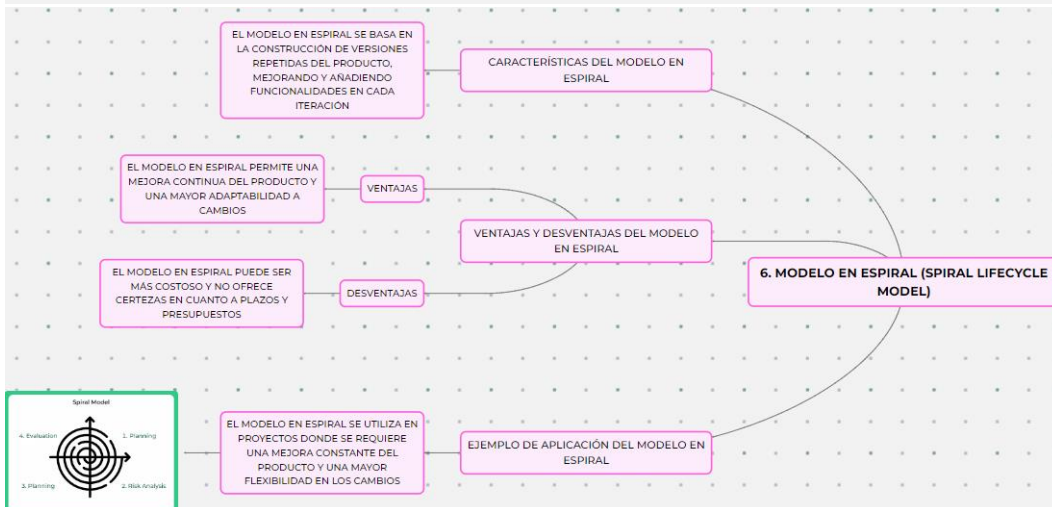 EL MODELO EN ESPIRAL SE BASA EN
LA CONSTRUCCIÓN DE VERSIONES
REPETIDAS DEL PRODUCTO,
MEJORANDO Y AÑADIENDO
FUNCIONALIDADES EN CADA
ITERACIÓN
CARACTERÍSTICAS DEL MODELO EN
ESPIRAL
EL MODELO EN ESPIRAL PERMITE UNA
MEJORA CONTINUA DEL PRODUCTO Y
UNA MAYOR ADAPTABILIDAD A
CAMBIOS
VENTAJAS
VENTAJAS Y DESVENTAJAS DEL MODELO
EN ESPIRAL
EL MODELO EN ESPIRAL PUEDE SER
MÁS COSTOSO Y NO OFRECE
CERTEZAS EN CUANTO A PLAZOS Y
PRESUPUESTOS
DESVENTAJAS
6. MODELO EN ESPIRAL (SPIRAL LIFECYCLE
MODEL)
Spiral Model
4. Evaluation
1. Planning
3. Planning
2. Risk Analysis
EL MODELO EN ESPIRAL SE UTILIZA EN
PROYECTOS DONDE SE REQUIERE
UNA MEJORA CONSTANTE DEL
PRODUCTO Y UNA MAYOR
FLEXIBILIDAD EN LOS CAMBIOS
EJEMPLO DE APLICACIÓN DEL MODELO EN
ESPIRAL